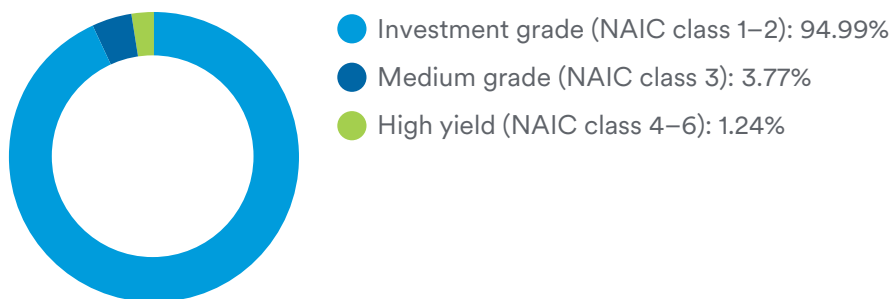 Investment grade (NAIC class 1–2): 94.99%
Medium grade (NAIC class 3): 3.77%
High yield (NAIC class 4–6): 1.24%